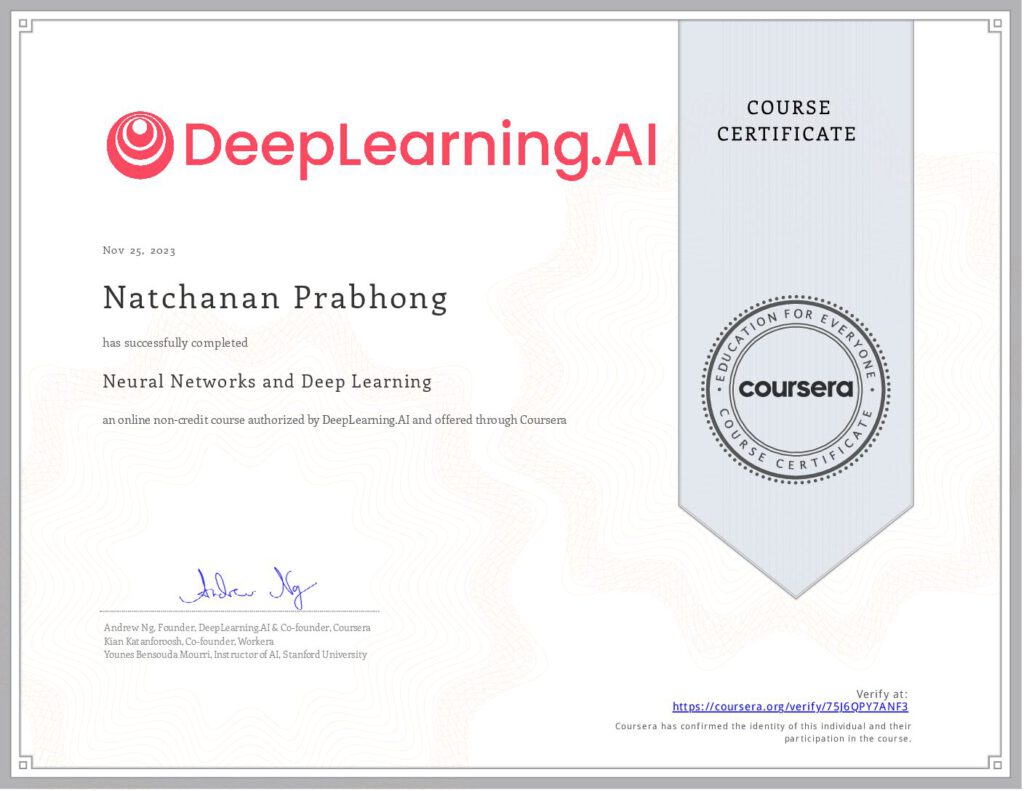 DeepLearning.AI
COURSE
CERTIFICATE
Nov 25, 2023
Natchanan Prabhong
has successfully completed
Neural Networks and Deep Learning
an online non-credit course authorized by DeepLearning.AI and offered through Coursera
EDUCATION FOR EVERYONE
coursera
COURSE CERTIFICATE
Andrew Ng
Andrew Ng, Founder, DeepLearning.AI & Co-founder, Coursera
Kian Katanforoosh, Co-founder, Workera
Younes Bensouda Mourri, Instructor of AI, Stanford University
Verify at:
https://coursera.org/verify/75J6QPY7ANF3
Coursera has confirmed the identity of this individual and their
participation in the course.